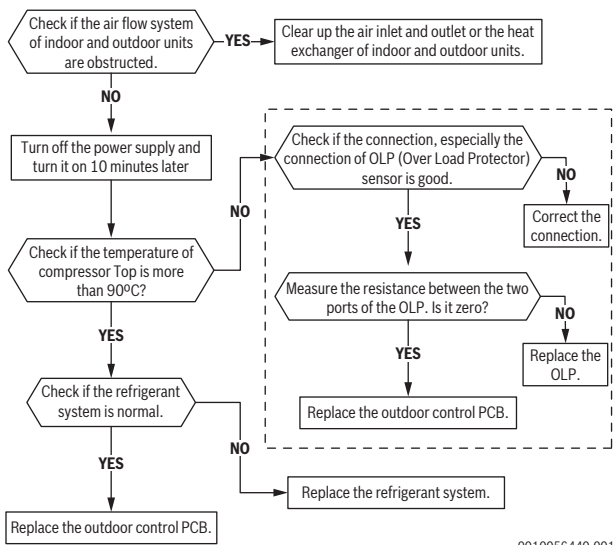 Check if the air flow system
of indoor and outdoor units
are obstructed.
YES
Clear up the air inlet and outlet or the heat
exchanger of indoor and outdoor units.
NO
Turn off the power supply and
turn it on 10 minutes later
Check if the temperature of
compressor Top is more
than 90ºC?
NO
Check if the connection, especially the
connection of OLP (Over Load Protector)
sensor is good.
NO
Correct the
connection.
YES
Measure the resistance between the two
ports of the OLP. Is it zero?
NO
Replace the
OLP.
YES
Replace the outdoor control PCB.
YES
Check if the refrigerant
system is normal.
NO
Replace the refrigerant system.
YES
Replace the outdoor control PCB.